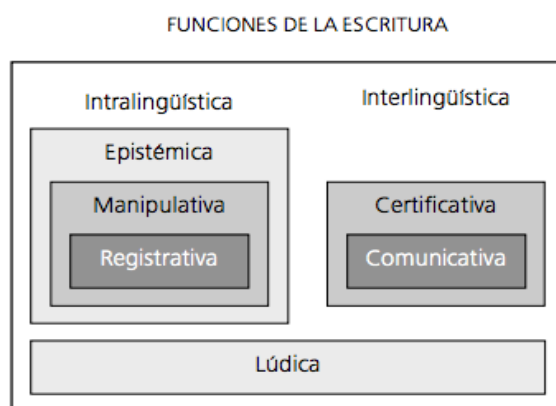 FUNCIONES DE LA ESCRITURA
Intralingüística
Interlingüística
Epistémica
Manipulativa
Registrativa
Certificativa
Comunicativa
Lúdica